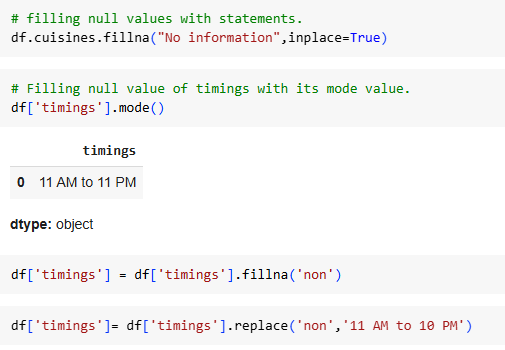 # filling null values with statements.
df.cuisines.fillna("No information",inplace=True)
# Filling null value of timings with its mode value.
df['timings'].mode()
timings
0 11 AM to 11 PM
dtype: object
df['timings'] = df['timings'].fillna('non')
df['timings']= df['timings'].replace('non','11 AM to 10 PM')